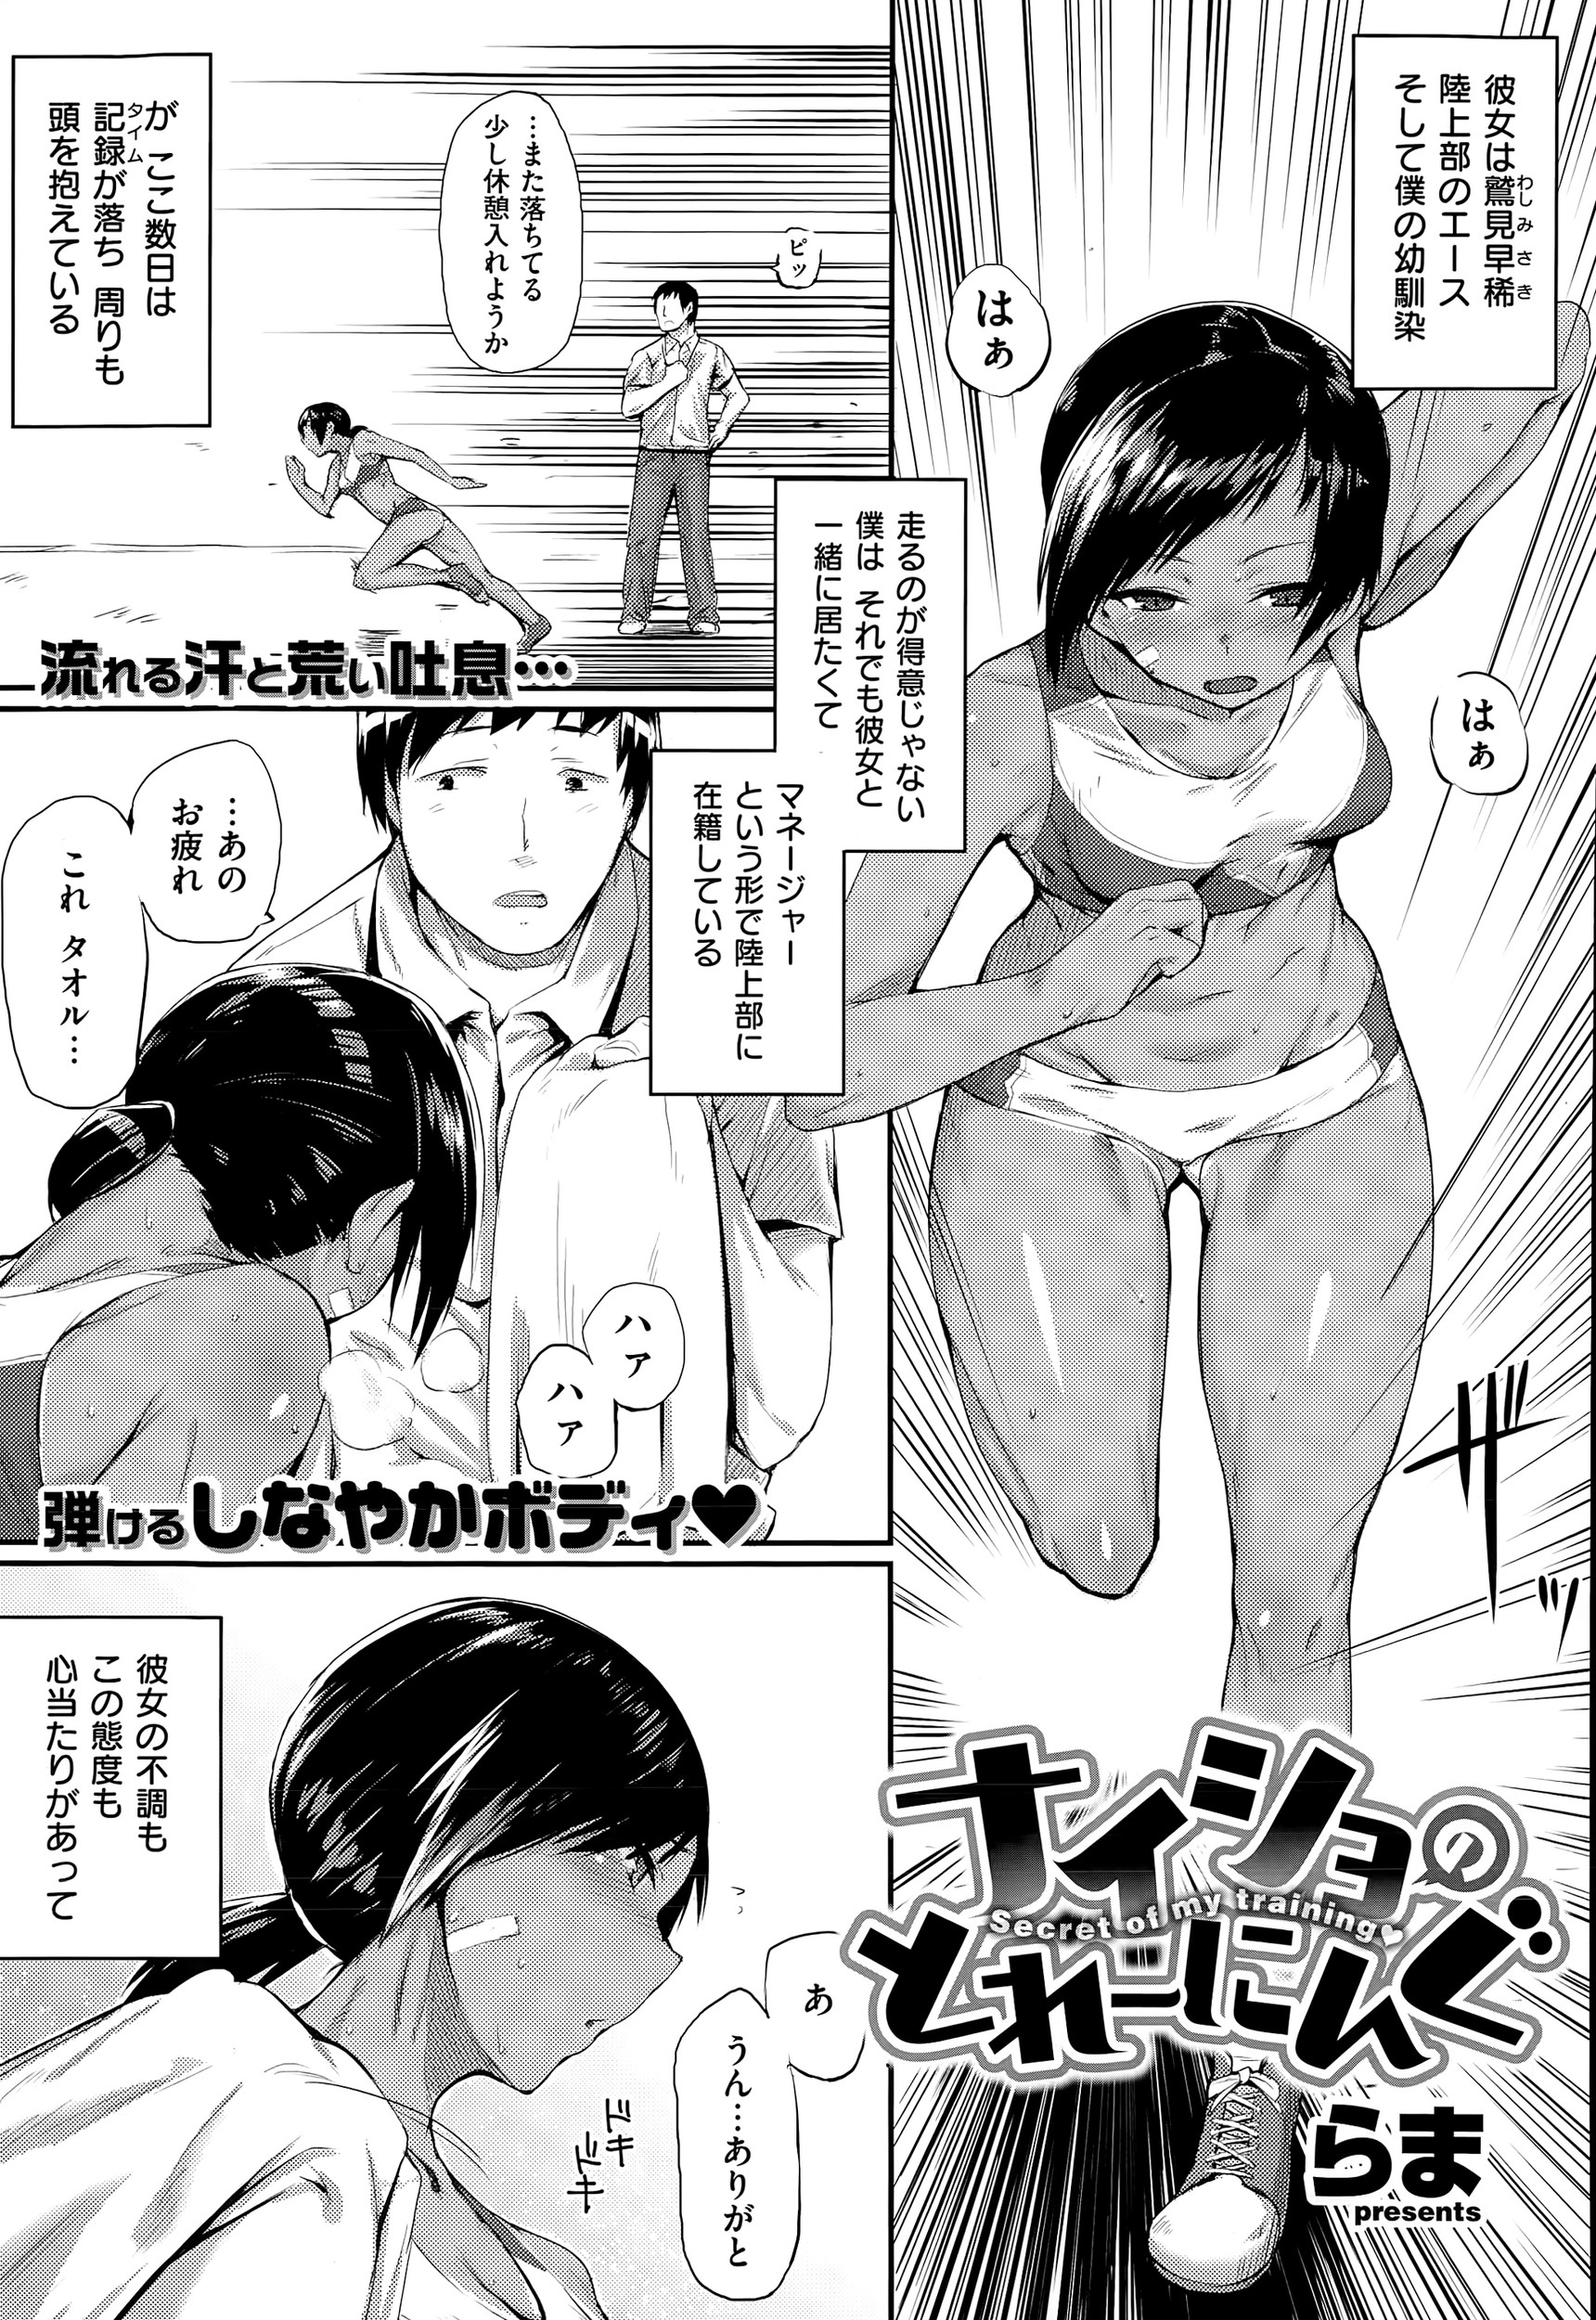 彼女は鷲見早稀
わしみさき
陸上部のエース
そして僕の幼馴染
はぁ
はぁ
ザ
ッ
走るのが得意じゃない
僕は それでも彼女と
一緒に居たくて
マネージャー
という形で陸上部に
在籍している
ピッ
…また落ちてる
少し休憩入れようか
が ここ数日は
記録が落ち 周りも
タイム
頭を抱えている
流れる汗と荒い吐息…
…あの
お疲れ
これ タオル…
ハァ
ハァ
弾けるしなやかボディ♥
彼女の不調も
この態度も
心当たりがあって
あ
うん…ありがと
ドキ
ドキ
ナイショの
Secret of my training♥
とれーにんぐ
らま
presents